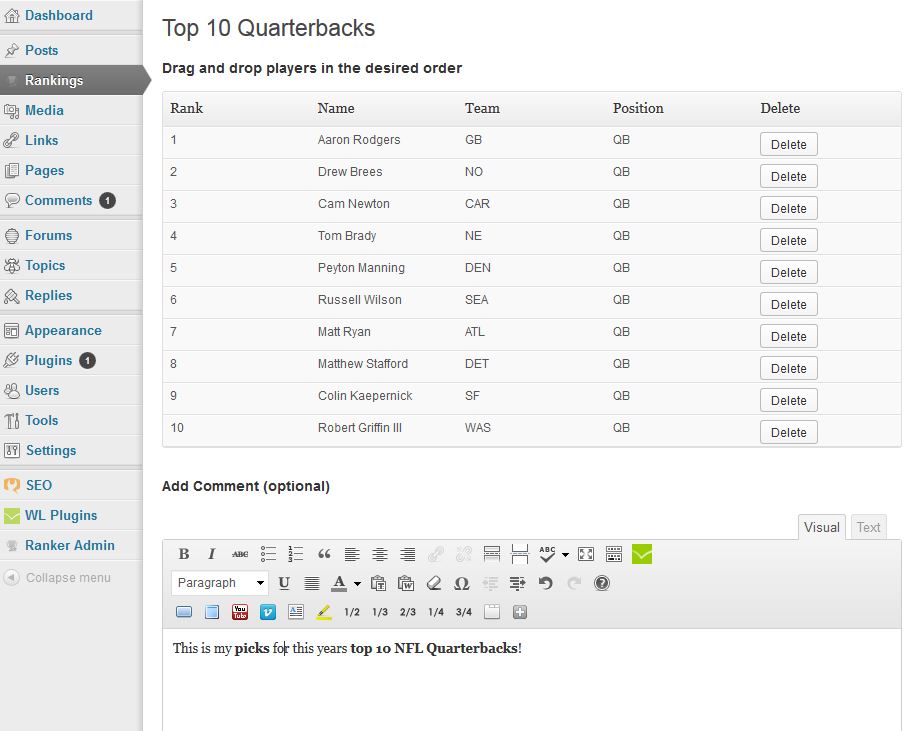 Dashboard
Posts
Rankings
Media
Links
Pages
Comments 1
Forums
Topics
Replies
Appearance
Plugins 1
Users
Tools
Settings
SEO
WL Plugins
Ranker Admin
Collapse menu
Top 10 Quarterbacks
Drag and drop players in the desired order
Rank Name Team Position Delete
1 Aaron Rodgers GB QB Delete
2 Drew Brees NO QB Delete
3 Cam Newton CAR QB Delete
4 Tom Brady NE QB Delete
5 Peyton Manning DEN QB Delete
6 Russell Wilson SEA QB Delete
7 Matt Ryan ATL QB Delete
8 Matthew Stafford DET QB Delete
9 Colin Kaepernick SF QB Delete
10 Robert Griffin III WAS QB Delete
Add Comment (optional)
Visual Text
B I ABC ABC
Paragraph U A Ω
You Tube 1/2 1/3 2/3 1/4 3/4
This is my picks for this years top 10 NFL Quarterbacks!